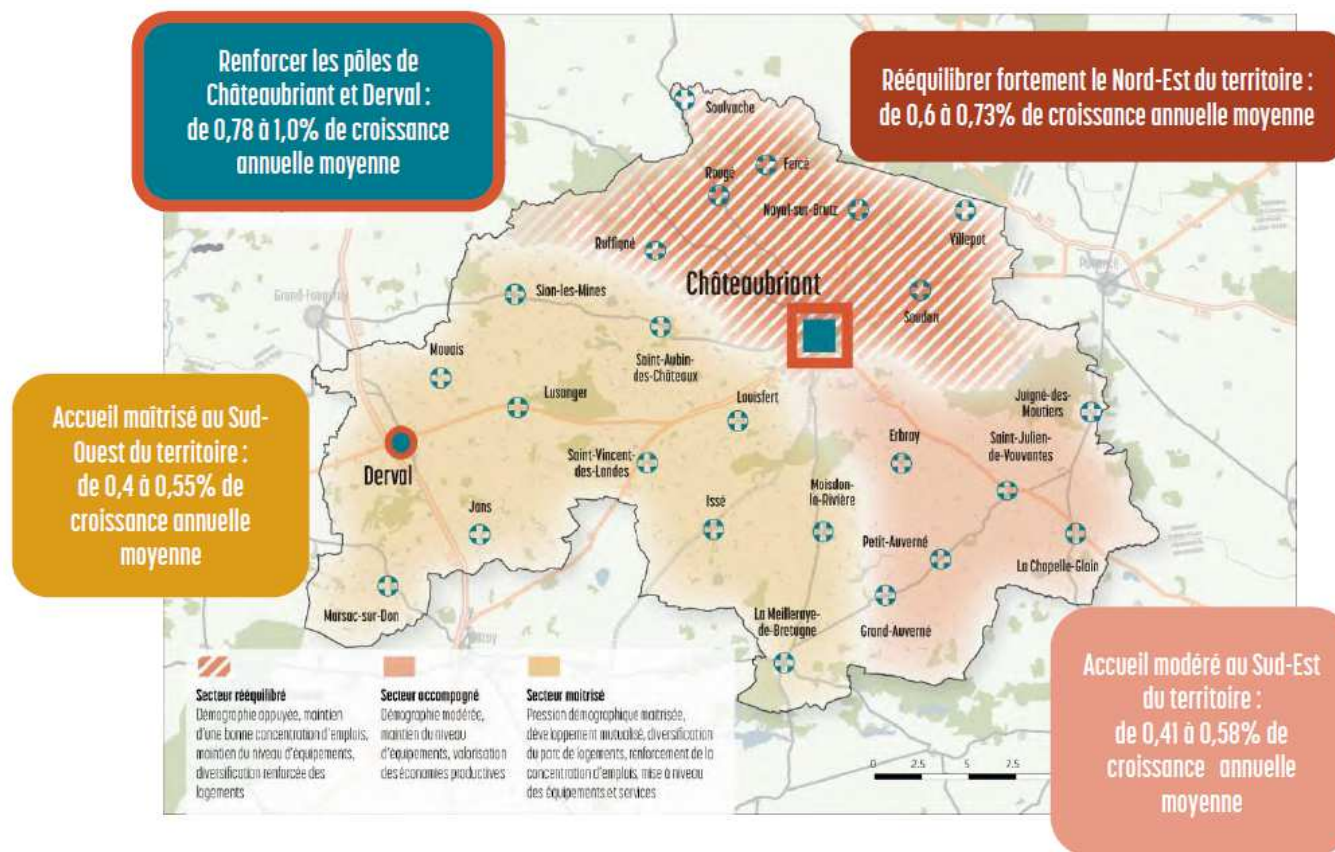 Renforcer les pôles de
Châteaubriant et Derval :
de 0,78 à 1,0% de croissance
annuelle moyenne
Rééquilibrer fortement le Nord-Est du territoire :
de 0,6 à 0,73% de croissance annuelle moyenne
Soulvache
Fercé
Rougé
Noyal-sur-Brutz
Villepot
Ruffigné
Châteaubriant
Sion-les-Mines
Soudan
Mouais
Saint-Aubin-
des-Châteaux
Juigné-des-
Moutiers
Lusanger
Louisfert
Erbray
Saint-Julien-
de-Vouvantes
Derval
Saint-Vincent-
des-Landes
Moisdon-
la-Rivière
Issé
Jans
Petit-Auverné
La Chapelle-Glain
Marsac-sur-Don
La Meilleraye-
de-Bretagne
Grand-Auverné
Accueil maîtrisé au Sud-
Ouest du territoire :
de 0,4 à 0,55% de
croissance annuelle
moyenne
Accueil modéré au Sud-Est
du territoire :
de 0,41 à 0,58% de
croissance annuelle
moyenne
Secteur rééquilibré
Démographie appuyée, maintien
d'une bonne concentration d'emplois,
maintien du niveau d'équipements,
diversification renforcée des
logements
Secteur accompagné
Démographie modérée,
maintien du niveau
d'équipements, valorisation
des économies productives
Secteur maitrisé
Pression démographique maitrisée,
développement mutualisé, diversification
du parc de logements, renforcement de la
concentration d'emplois, mise à niveau
des équipements et services
0 2.5 5 7.5